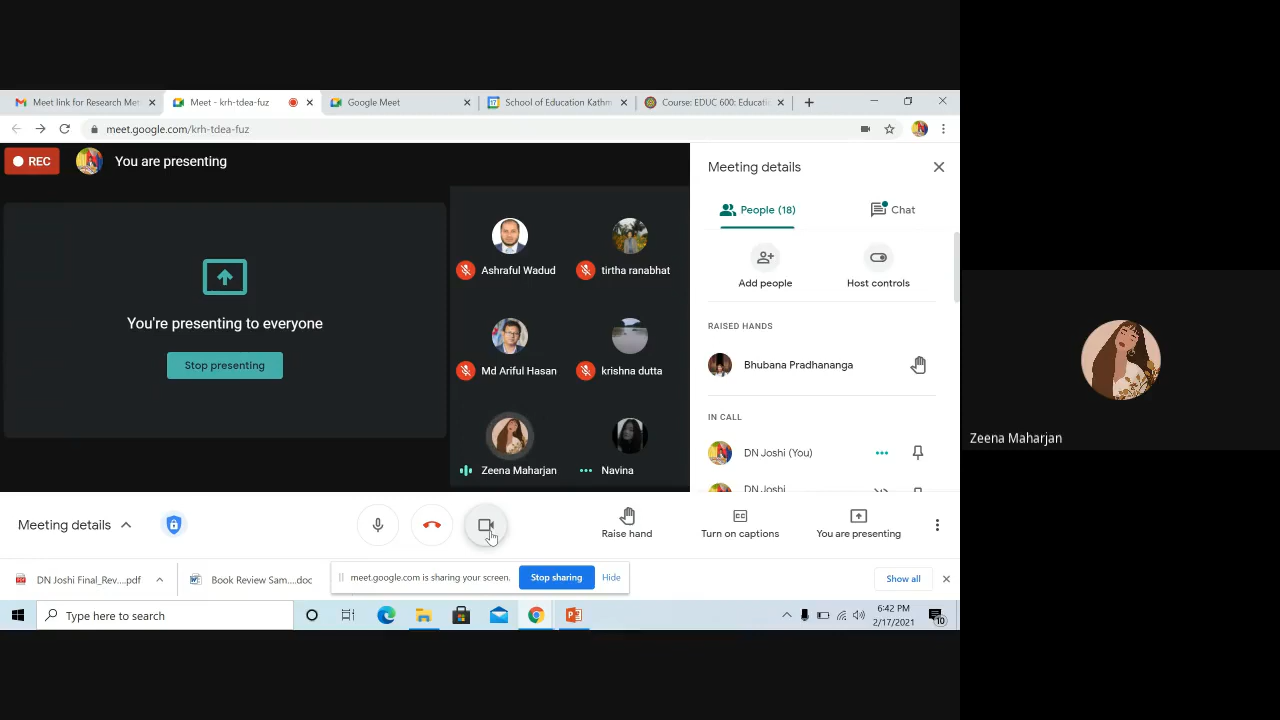 Meet link for Research Met
Meet - krh-tdea-fuz
Google Meet
School of Education Kathm
Course: EDUC 600: Educati
meet.google.com/krh-tdea-fuz
REC
You are presenting
Meeting details
People (18)
Chat
Add people
Host controls
RAISED HANDS
Bhubana Pradhananga
IN CALL
DN Joshi (You)
DN Joshi
You're presenting to everyone
Stop presenting
Ashraful Wadud
tirtha ranabhat
Md Ariful Hasan
krishna dutta
Zeena Maharjan
Navina
Zeena Maharjan
Meeting details
Raise hand
Turn on captions
You are presenting
DN Joshi Final_Rev....pdf
Book Review Sam....doc
meet.google.com is sharing your screen.
Stop sharing
Hide
Show all
Type here to search
6:42 PM
2/17/2021
10